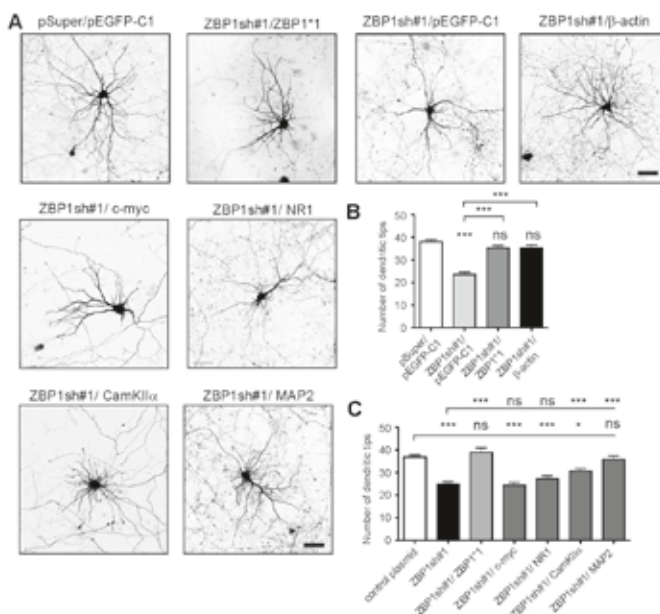 A
pSuper/pEGFP-C1
ZBP1sh#1/ZBP1*1
ZBP1sh#1/pEGFP-C1
ZBP1sh#1/β-actin
ZBP1sh#1/ c-myc
ZBP1sh#1/ NR1
ZBP1sh#1/ CamKIIα
ZBP1sh#1/ MAP2
B
***
***
*** ns ns
Number of dendritic tips
50
40
30
20
10
0
pSuper/
pEGFP-C1
ZBP1sh#1/
pEGFP-C1
ZBP1sh#1/
ZBP1*1
ZBP1sh#1/
β-actin
C
*** ns ns *** ***
*** ns *** *** * ns
Number of dendritic tips
50
40
30
20
10
0
control plasmid
ZBP1sh#1
ZBP1sh#1/ ZBP1*1
ZBP1sh#1/ c-myc
ZBP1sh#1/ NR1
ZBP1sh#1/ CamKIIα
ZBP1sh#1/ MAP2